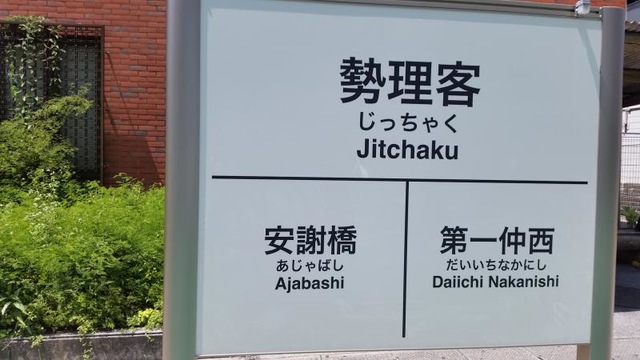 勢理客
じっちゃく
Jitchaku
安謝橋
あじゃばし
Ajabashi
第一仲西
だいいちなかにし
Daiichi Nakanishi